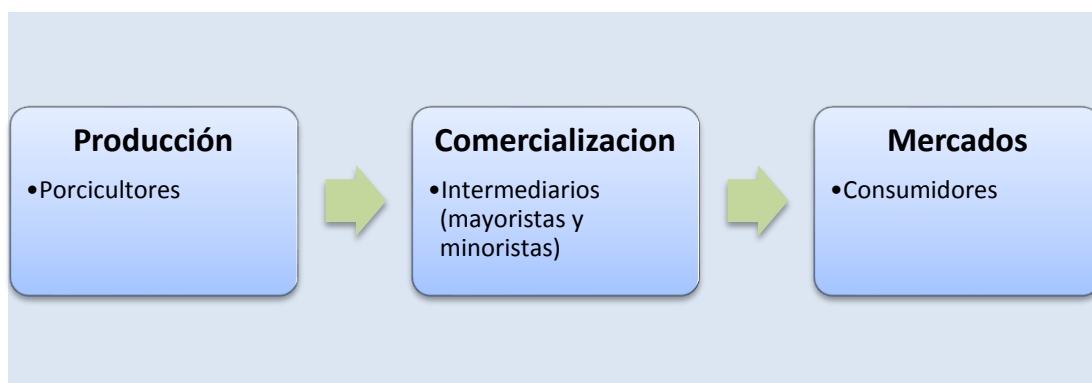 Producción
•Porcicultores
Comercializacion
•Intermediarios
(mayoristas y
minoristas)
Mercados
•Consumidores